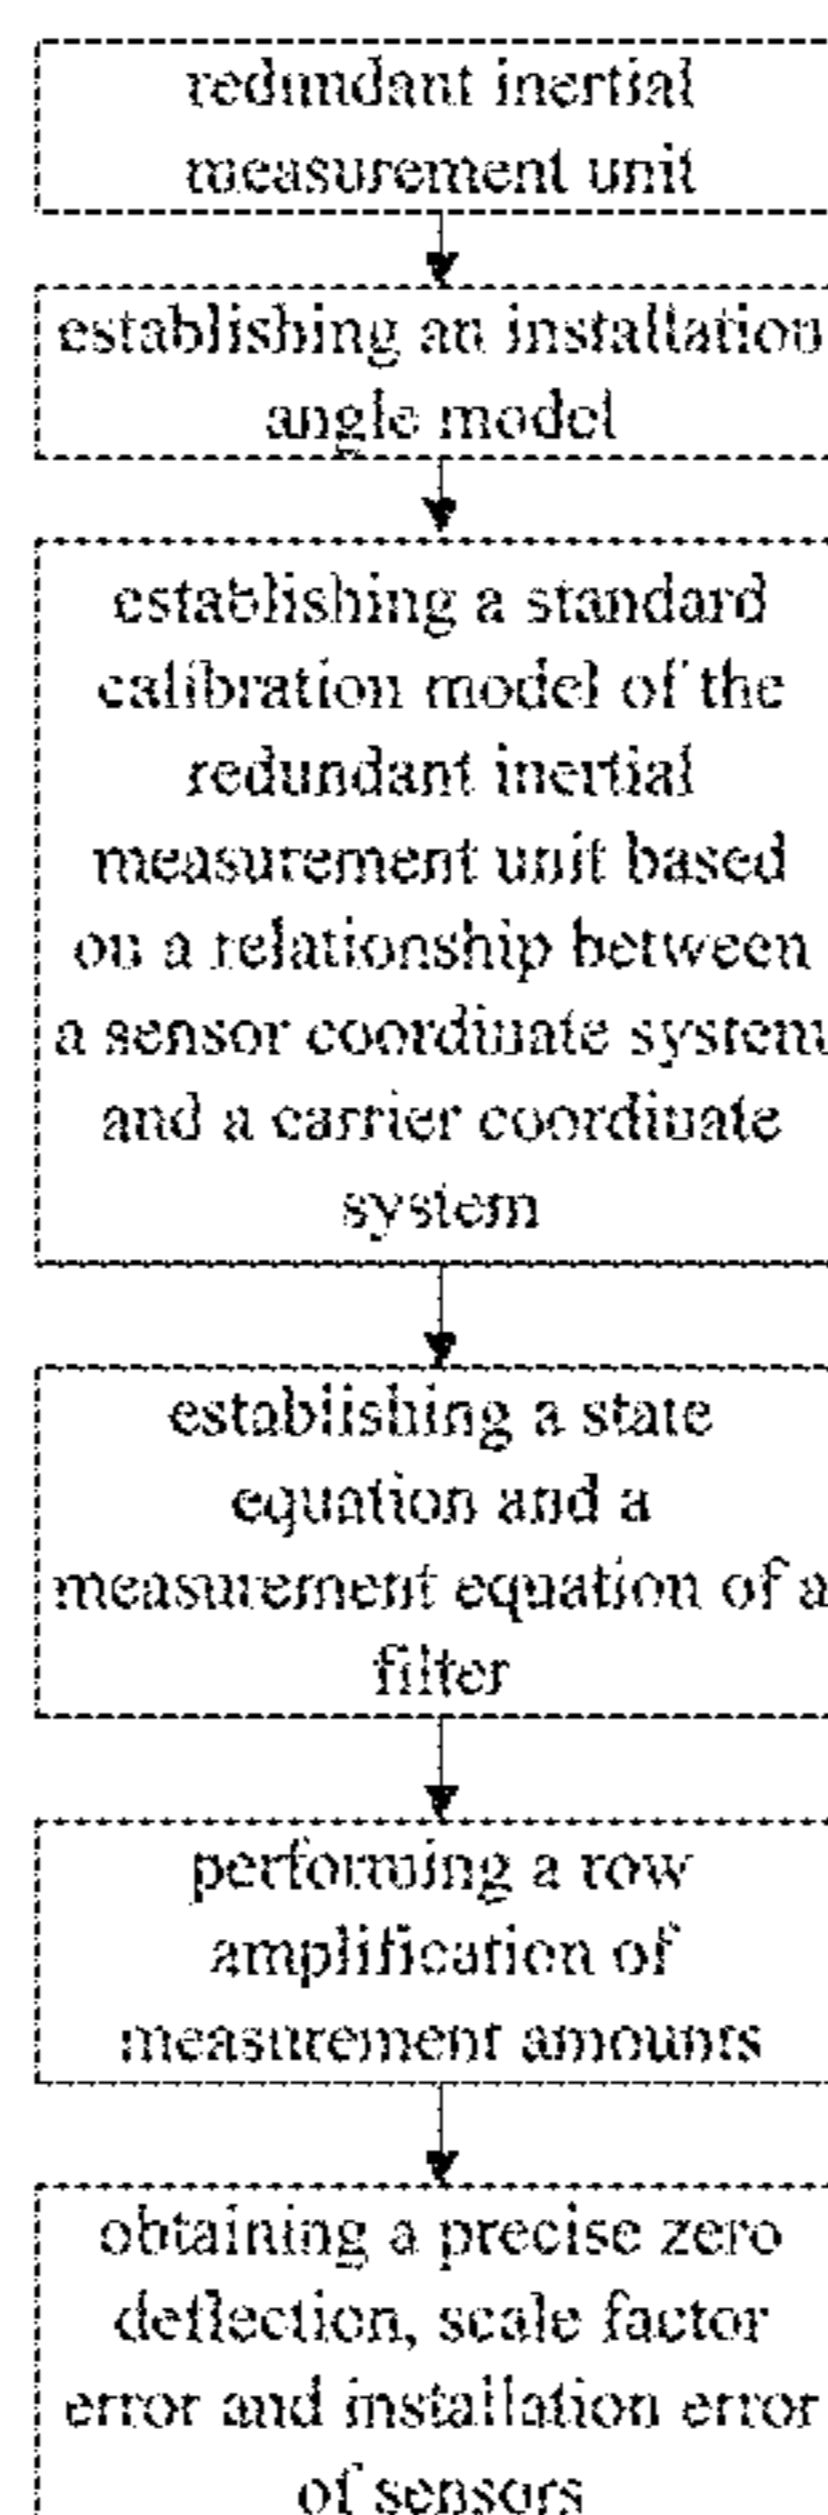 redundant inertial
measurement unit
establishing an installation
angle model
establishing a standard
calibration model of the
redundant inertial
measurement unit based
on a relationship between
a sensor coordinate system
and a carrier coordinate
system
establishing a state
equation and a
measurement equation of a
filter
performing a row
amplification of
measurement amounts
obtaining a precise zero
deflection, scale factor
error and installation error
of sensors